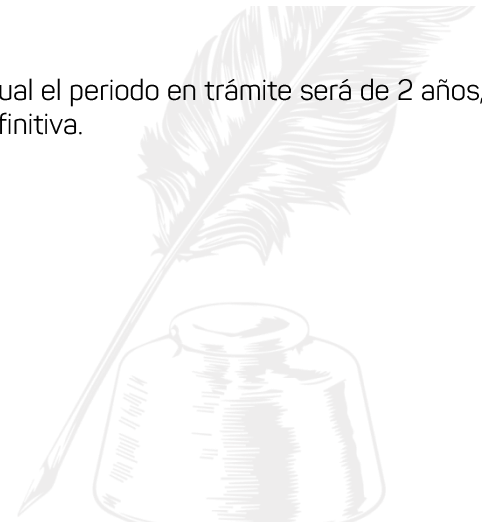 ual el periodo en trámite será de 2 años,
finitiva.